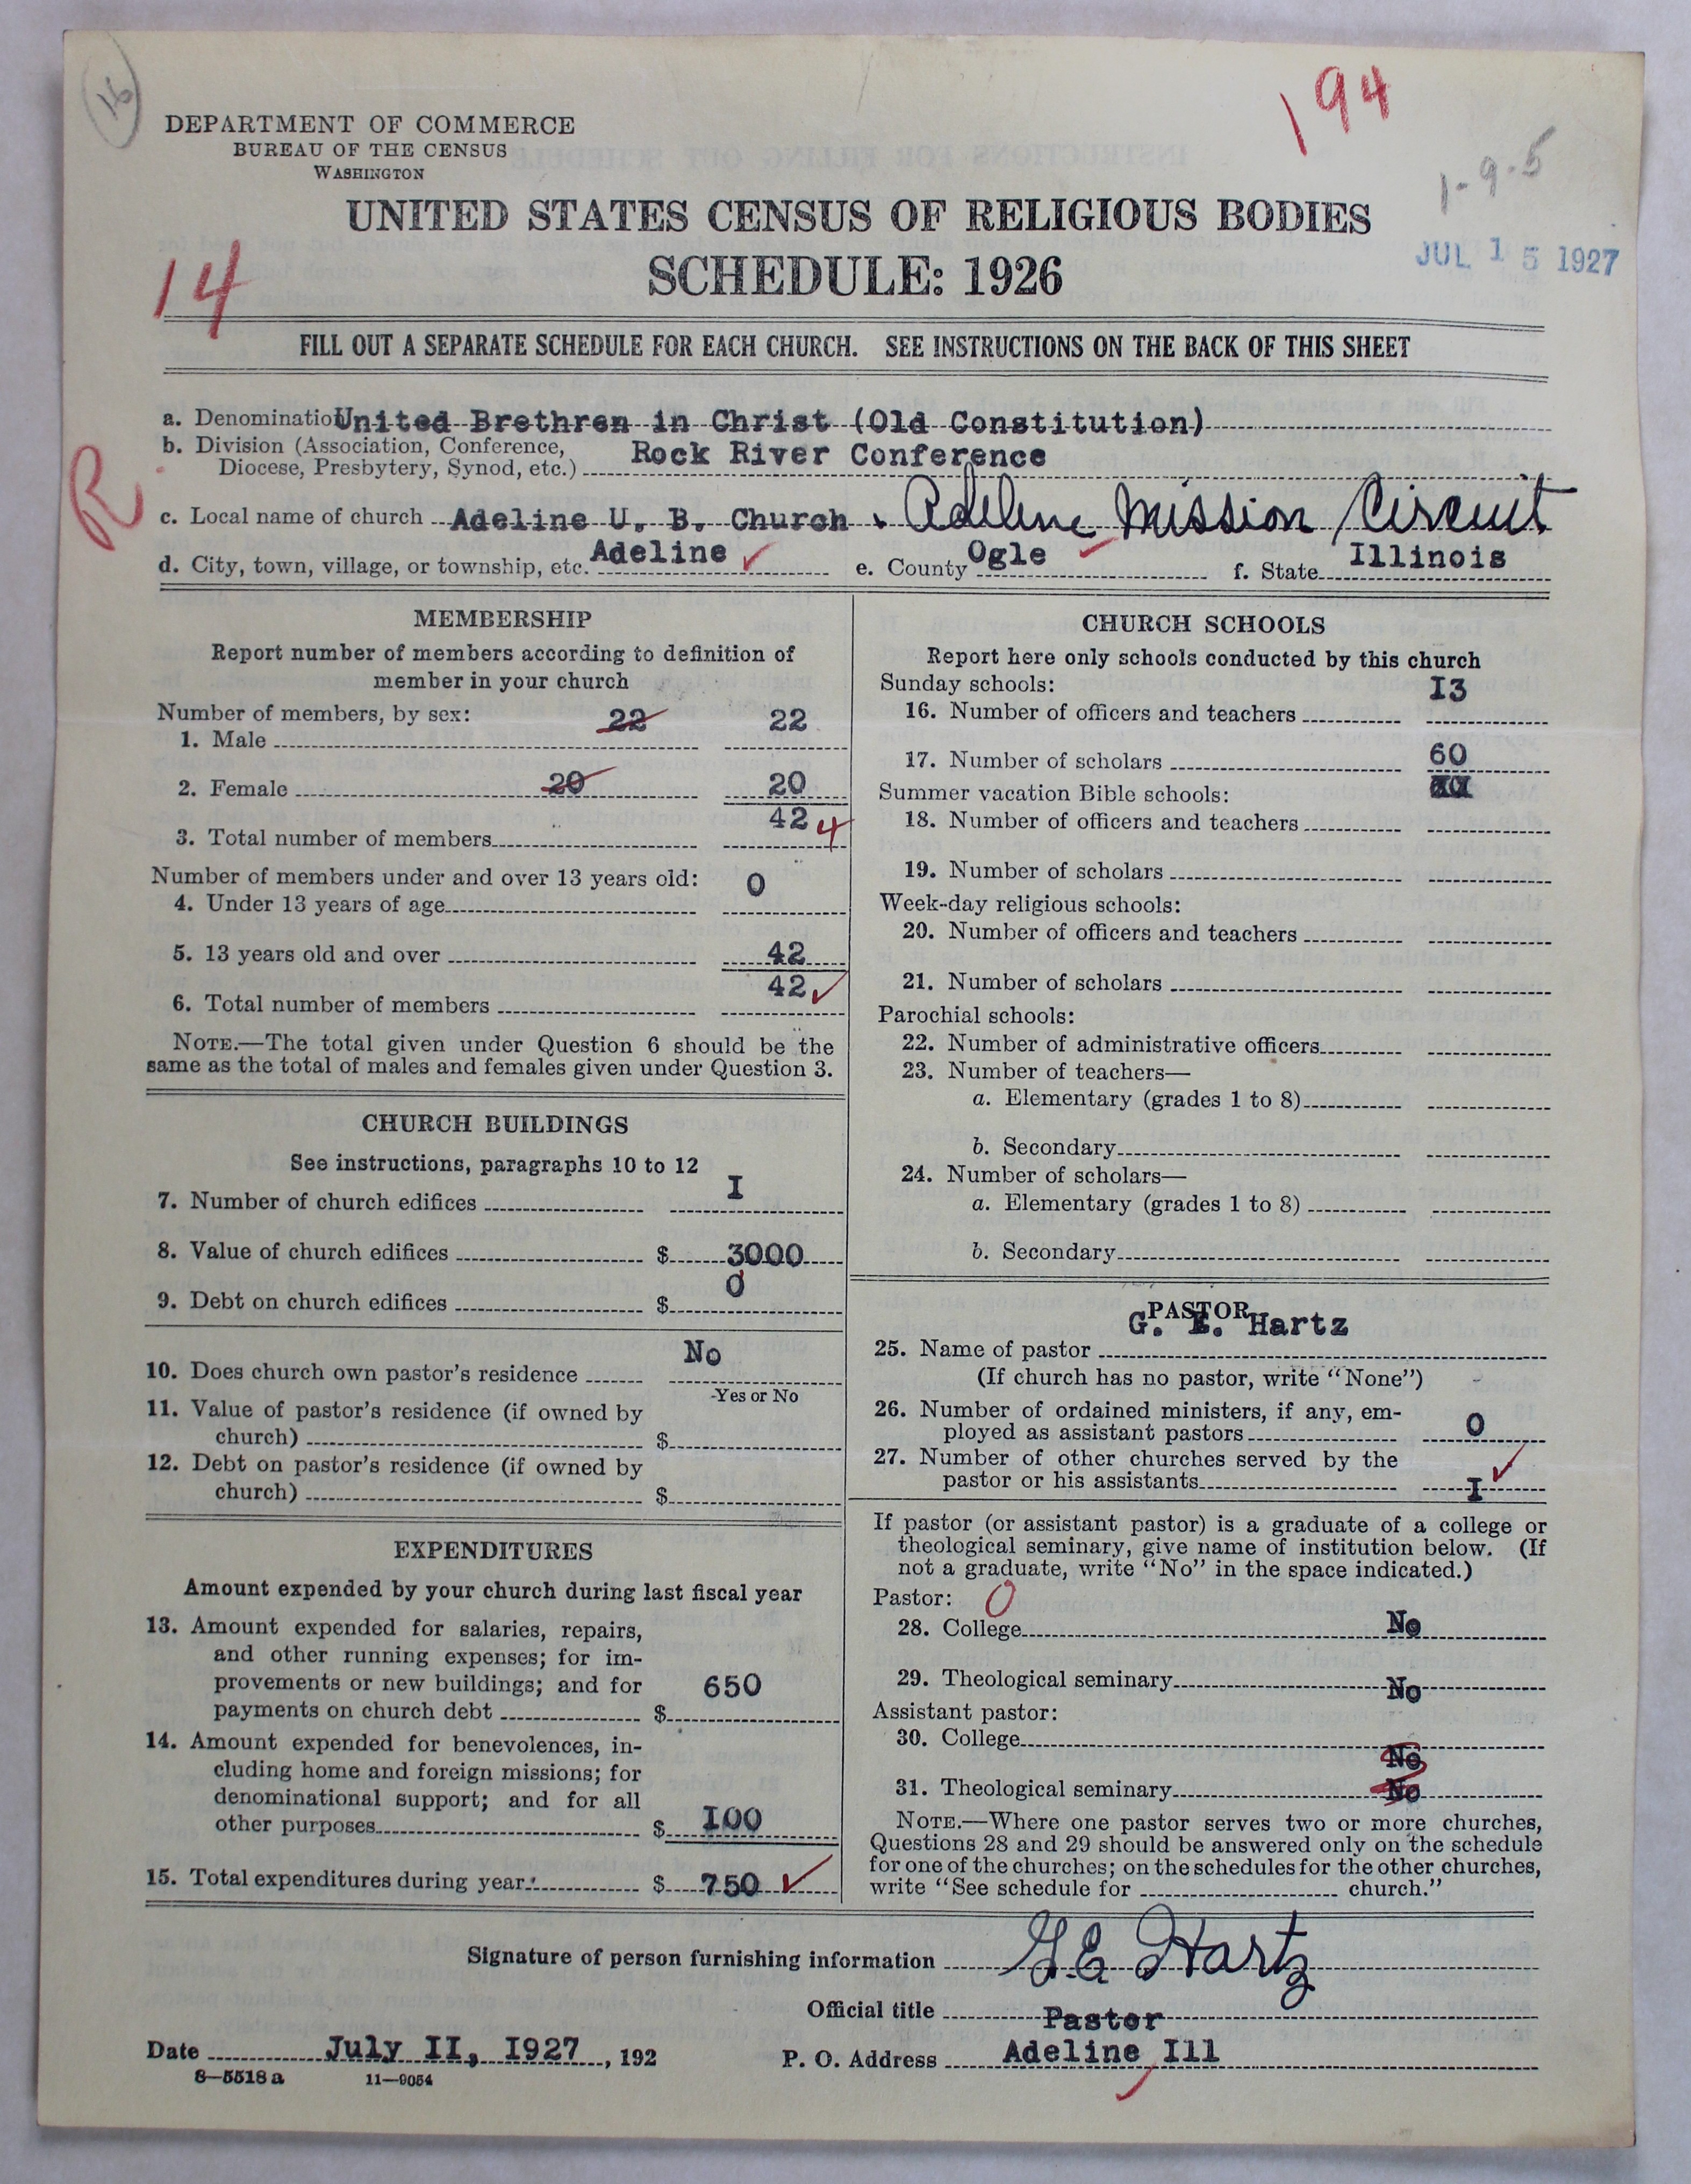 16
194
DEPARTMENT OF COMMERCE
BUREAU OF THE CENSUS
WASHINGTON
1-9-5
UNITED STATES CENSUS OF RELIGIOUS BODIES
JUL 15 1927
SCHEDULE: 1926
14
FILL OUT A SEPARATE SCHEDULE FOR EACH CHURCH. SEE INSTRUCTIONS ON THE BACK OF THIS SHEET
R
a. Denomination United Brethren in Christ (Old Constitution)
b. Division (Association, Conference,
Diocese, Presbytery, Synod, etc.) Rock River Conference
c. Local name of church Adeline U. B. Church. Adeline Mission Circuit
d. City, town, village, or township, etc. Adeline ✓ e. County Ogle f. State Illinois
MEMBERSHIP
Report number of members according to definition of
member in your church
Number of members, by sex:
1. Male 22 22
2. Female 20 20
3. Total number of members 42 4
Number of members under and over 13 years old:
4. Under 13 years of age 0
5. 13 years old and over 42
6. Total number of members 42 ✓
NOTE.—The total given under Question 6 should be the
same as the total of males and females given under Question 3.
CHURCH BUILDINGS
See instructions, paragraphs 10 to 12
7. Number of church edifices I
8. Value of church edifices $ 3000
9. Debt on church edifices $ 0
10. Does church own pastor's residence No
Yes or No
11. Value of pastor's residence (if owned by
church) $
12. Debt on pastor's residence (if owned by
church) $
EXPENDITURES
Amount expended by your church during last fiscal year
13. Amount expended for salaries, repairs,
and other running expenses; for im-
provements or new buildings; and for
payments on church debt $ 650
14. Amount expended for benevolences, in-
cluding home and foreign missions; for
denominational support; and for all
other purposes $ I00
15. Total expenditures during year $ 750 ✓
CHURCH SCHOOLS
Report here only schools conducted by this church
Sunday schools:
16. Number of officers and teachers I3
17. Number of scholars 60
Summer vacation Bible schools:
18. Number of officers and teachers
19. Number of scholars
Week-day religious schools:
20. Number of officers and teachers
21. Number of scholars
Parochial schools:
22. Number of administrative officers
23. Number of teachers—
a. Elementary (grades 1 to 8)
b. Secondary
24. Number of scholars—
a. Elementary (grades 1 to 8)
b. Secondary
PASTOR
25. Name of pastor G. E. Hartz
(If church has no pastor, write "None")
26. Number of ordained ministers, if any, em-
ployed as assistant pastors 0
27. Number of other churches served by the
pastor or his assistants I ✓
If pastor (or assistant pastor) is a graduate of a college or
theological seminary, give name of institution below. (If
not a graduate, write "No" in the space indicated.)
Pastor: 0
28. College No
29. Theological seminary No
Assistant pastor:
30. College No
31. Theological seminary No
NOTE.—Where one pastor serves two or more churches,
Questions 28 and 29 should be answered only on the schedule
for one of the churches; on the schedules for the other churches,
write "See schedule for church."
Signature of person furnishing information G. E. Hartz
Official title Pastor
Date July II, I927, 192 P. O. Address Adeline Ill
8—5518 a 11—9054